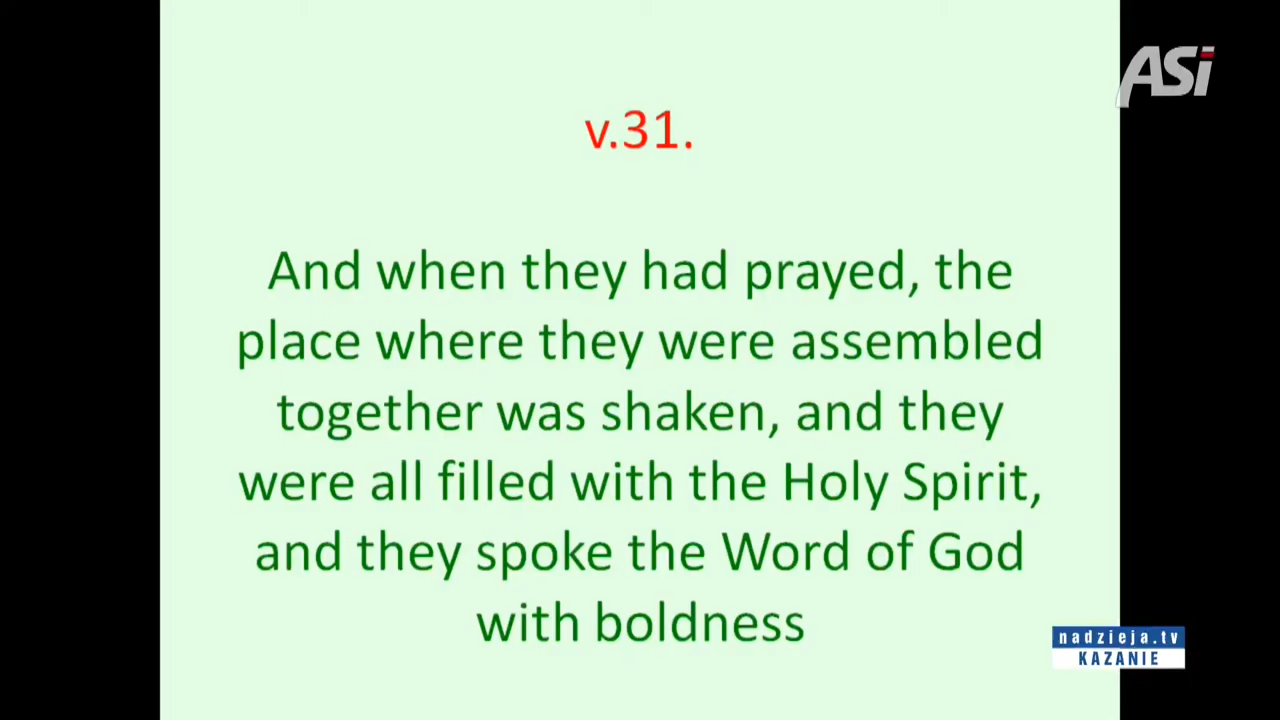 ASi
v.31.
And when they had prayed, the
place where they were assembled
together was shaken, and they
were all filled with the Holy Spirit,
and they spoke the Word of God
with boldness
nadzieja.tv
KAZANIE